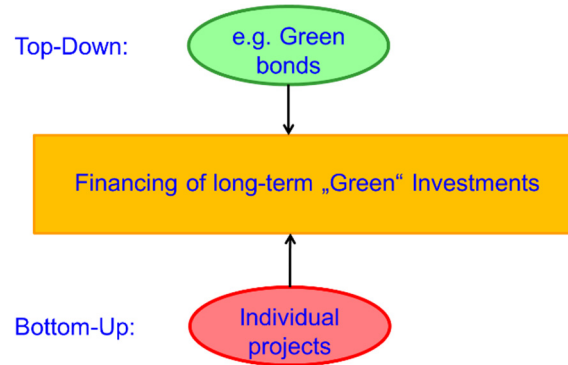 Top-Down:
e.g. Green
bonds
Financing of long-term „Green“ Investments
Bottom-Up:
Individual
projects